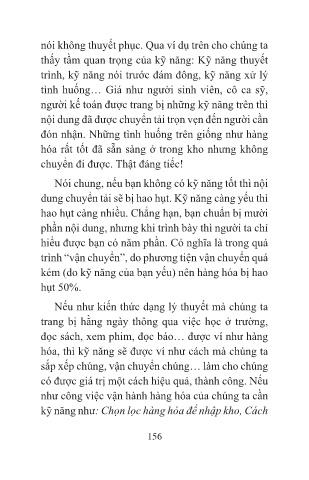 nói không thuyết phục. Qua ví dụ trên cho chúng ta
thấy tầm quan trọng của kỹ năng: Kỹ năng thuyết
trình, kỹ năng nói trước đám đông, kỹ năng xử lý
tình huống… Giá như người sinh viên, cô ca sỹ,
người kế toán được trang bị những kỹ năng trên thì
nội dung đã được chuyển tải trọn vẹn đến người cần
đón nhận. Những tình huống trên giống như hàng
hóa rất tốt đã sẵn sàng ở trong kho nhưng không
chuyển đi được. Thật đáng tiếc!
Nói chung, nếu bạn không có kỹ năng tốt thì nội
dung chuyển tải sẽ bị hao hụt. Kỹ năng càng yếu thì
hao hụt càng nhiều. Chẳng hạn, bạn chuẩn bị mười
phần nội dung, nhưng khi trình bày thì người ta chỉ
hiểu được bạn có năm phần. Có nghĩa là trong quá
trình “vận chuyển”, do phương tiện vận chuyển quá
kém (do kỹ năng của bạn yếu) nên hàng hóa bị hao
hụt 50%.
Nếu như kiến thức dạng lý thuyết mà chúng ta
trang bị hằng ngày thông qua việc học ở trường,
đọc sách, xem phim, đọc báo… được ví như hàng
hóa, thì kỹ năng sẽ được ví như cách mà chúng ta
sắp xếp chúng, vận chuyển chúng… làm cho chúng
có được giá trị một cách hiệu quả, thành công. Nếu
như công việc vận hành hàng hóa của chúng ta cần
kỹ năng như: Chọn lọc hàng hóa để nhập kho, Cách
156